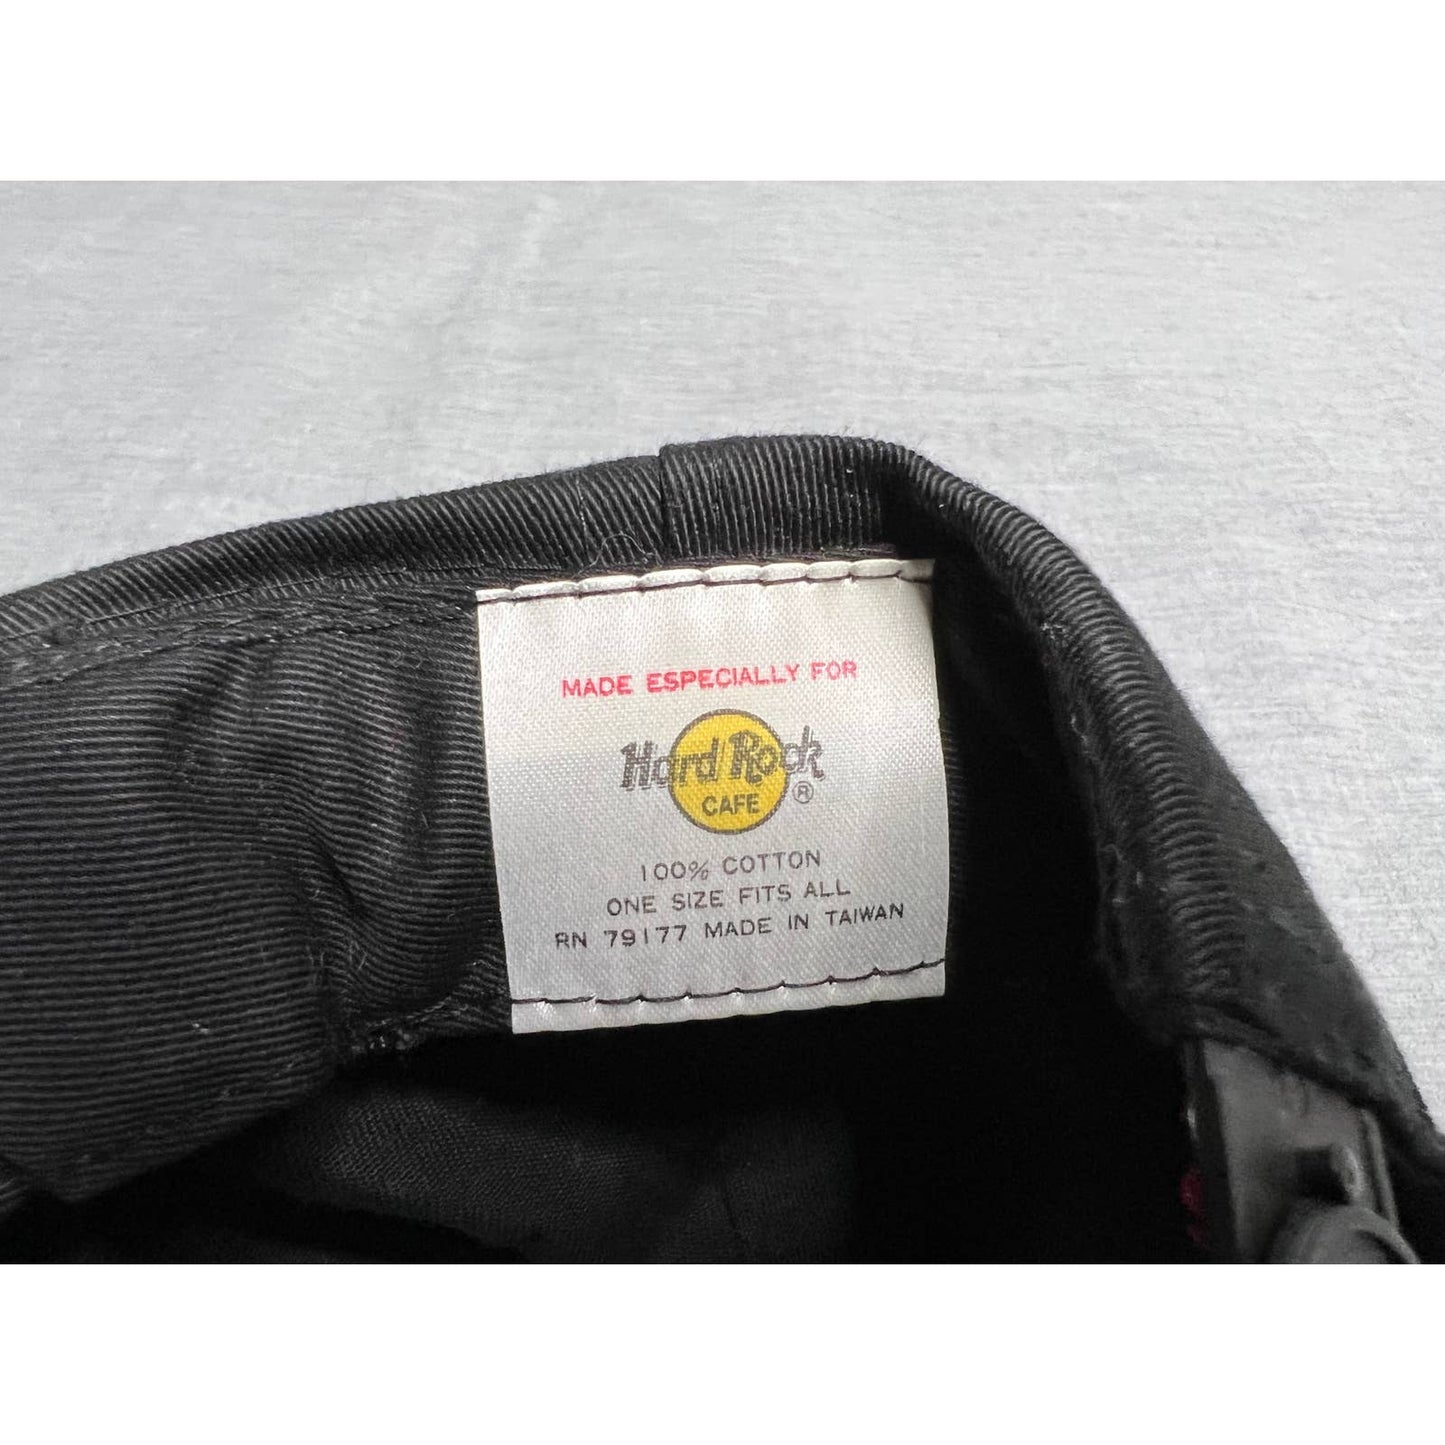 MADE ESPECIALLY FOR
Hard Rock
CAFE ®
100% COTTON
ONE SIZE FITS ALL
RN 79177 MADE IN TAIWAN